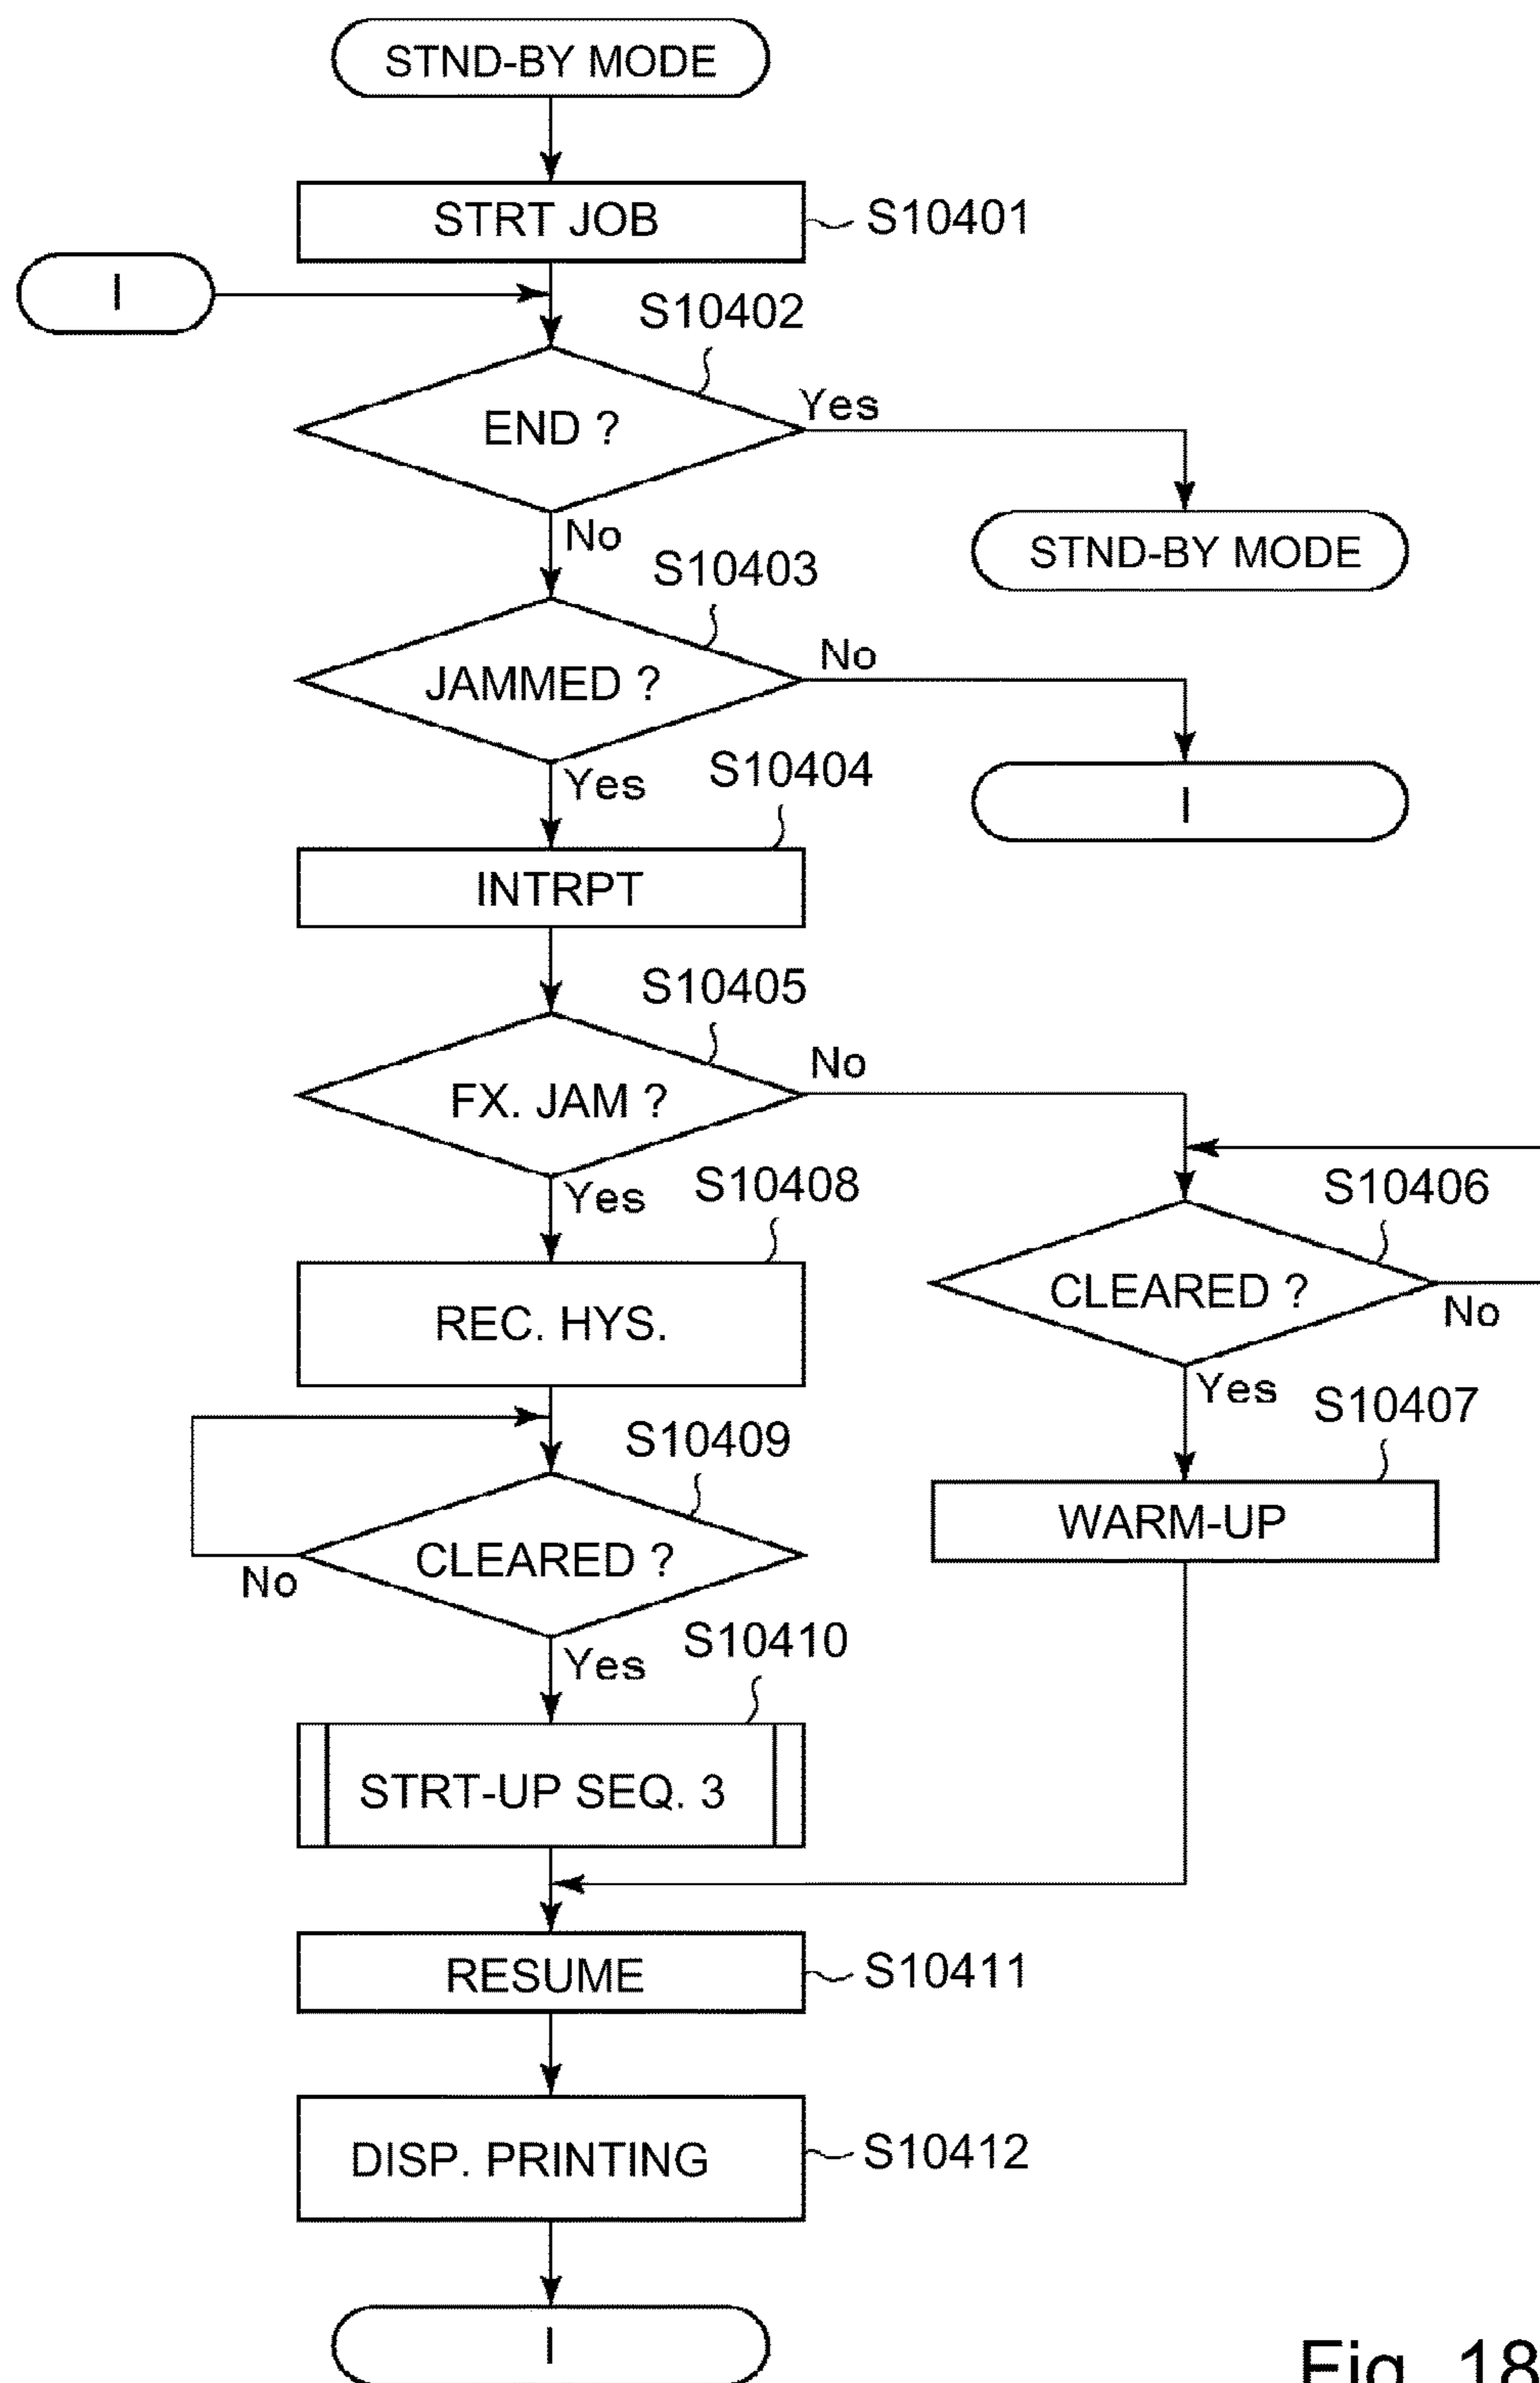 STND-BY MODE
STRT JOB
S10401
I
S10402
END ?
Yes
No
STND-BY MODE
S10403
JAMMED ?
No
Yes
I
S10404
INTRPT
S10405
FX. JAM ?
No
Yes
S10408
REC. HYS.
S10406
CLEARED ?
No
Yes
S10407
WARM-UP
S10409
CLEARED ?
No
Yes
S10410
STRT-UP SEQ. 3
RESUME
S10411
DISP. PRINTING
S10412
I
Fig. 18